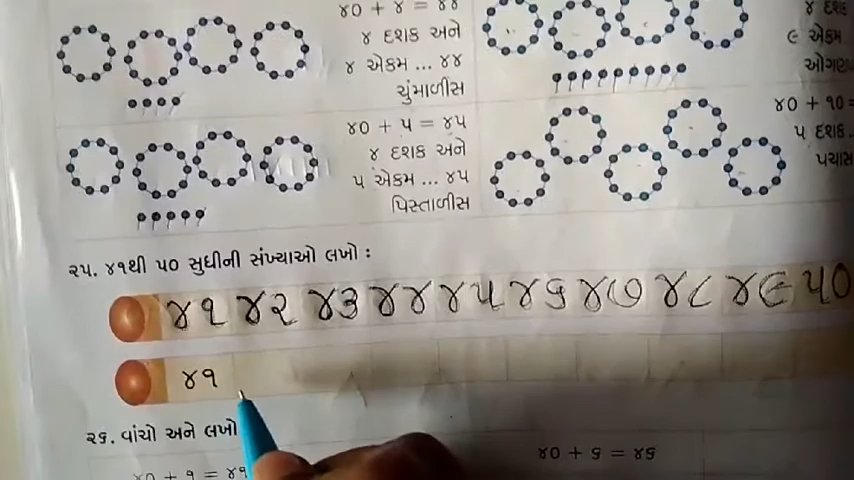 ૪૦ + ૪ = ૪૪
૪ દશક અને
૪ એકમ ... ૪૪
ચુંમાળીસ
૪ દશક
૯ એકમ
૪૦ + ૫ = ૪૫
૪ દશક અને
૫ એકમ ... ૪૫
પિસ્તાળીસ
૪૦ + ૧૦ =
૫ દશક
પચાસ
૨૫. ૪૧થી ૫૦ સુધીની સંખ્યાઓ લખો :
૪૧ ૪૨ ૪૩ ૪૪ ૪૫ ૪૬ ૪૭ ૪૮ ૪૯ ૫૦
૪૧
૨૬. વાંચો અને લખો
૪૦ + ૧ = ૪૧
૪૦ + ૬ = ૪૬